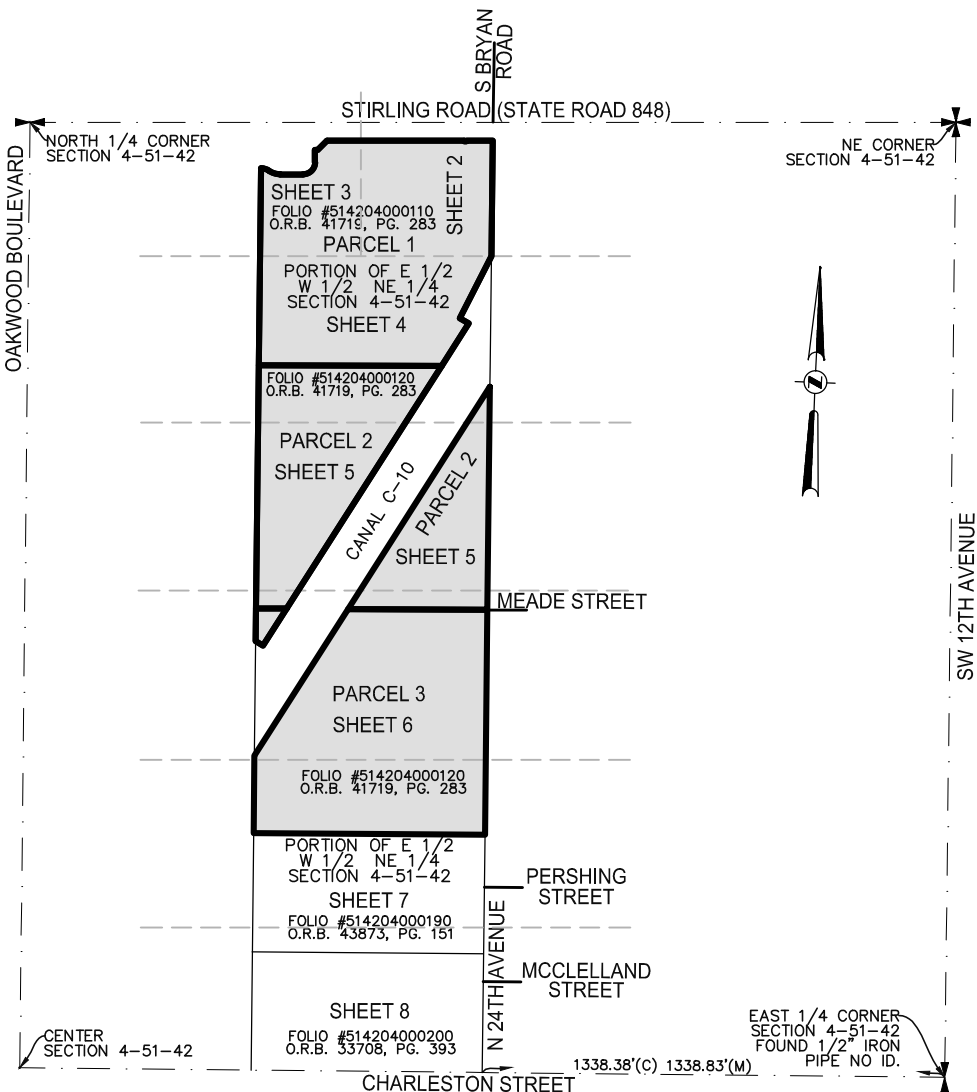 S BRYAN
ROAD
STIRLING ROAD (STATE ROAD 848)
NORTH 1/4 CORNER
SECTION 4-51-42
NE CORNER
SECTION 4-51-42
OAKWOOD BOULEVARD
SHEET 3
SHEET 2
FOLIO #514204000110
O.R.B. 41719, PG. 283
PARCEL 1
PORTION OF E 1/2
W 1/2 NE 1/4
SECTION 4-51-42
SHEET 4
FOLIO #514204000120
O.R.B. 41719, PG. 283
PARCEL 2
SHEET 5
CANAL C-10
PARCEL 2
SHEET 5
Z
MEADE STREET
SW 12TH AVENUE
PARCEL 3
SHEET 6
FOLIO #514204000120
O.R.B. 41719, PG. 283
PORTION OF E 1/2
W 1/2 NE 1/4
SECTION 4-51-42
SHEET 7
FOLIO #514204000190
O.R.B. 43873, PG. 151
PERSHING
STREET
N 24TH AVENUE
MCCLELLAND
STREET
SHEET 8
FOLIO #514204000200
O.R.B. 33708, PG. 393
CENTER
SECTION 4-51-42
EAST 1/4 CORNER
SECTION 4-51-42
FOUND 1/2" IRON
PIPE NO ID.
1338.38'(C) 1338.83'(M)
CHARLESTON STREET